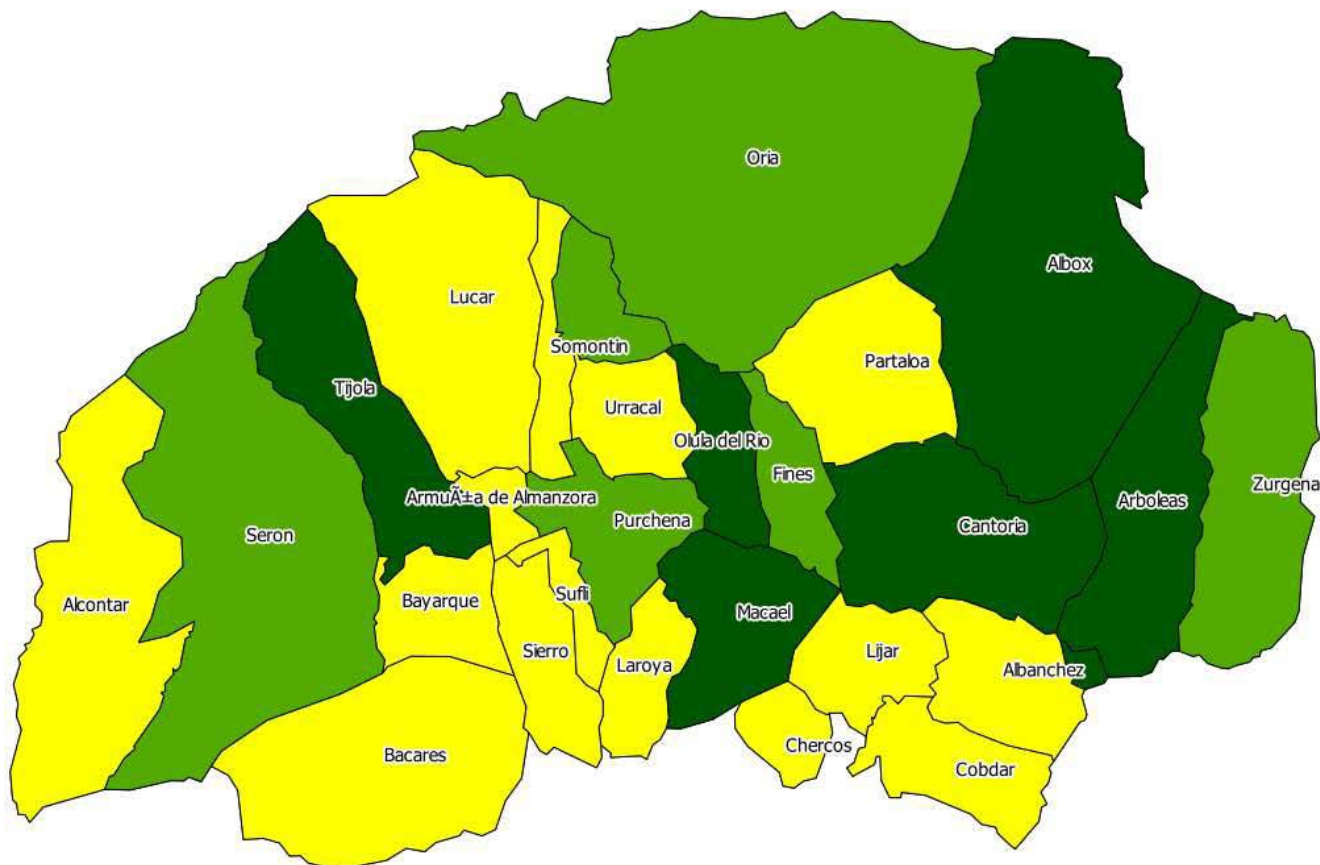 Oria
Albox
Lucar
Somontin
Partaloa
Tijola
Urracal
Olula del Rio
Fines
Zurgena
Armuña de Almanzora
Arboleas
Purchena
Cantoria
Seron
Alcontar
Bayarque
Sufli
Macael
Sierro
Lijar
Laroya
Albanchez
Chercos
Bacares
Cobdar